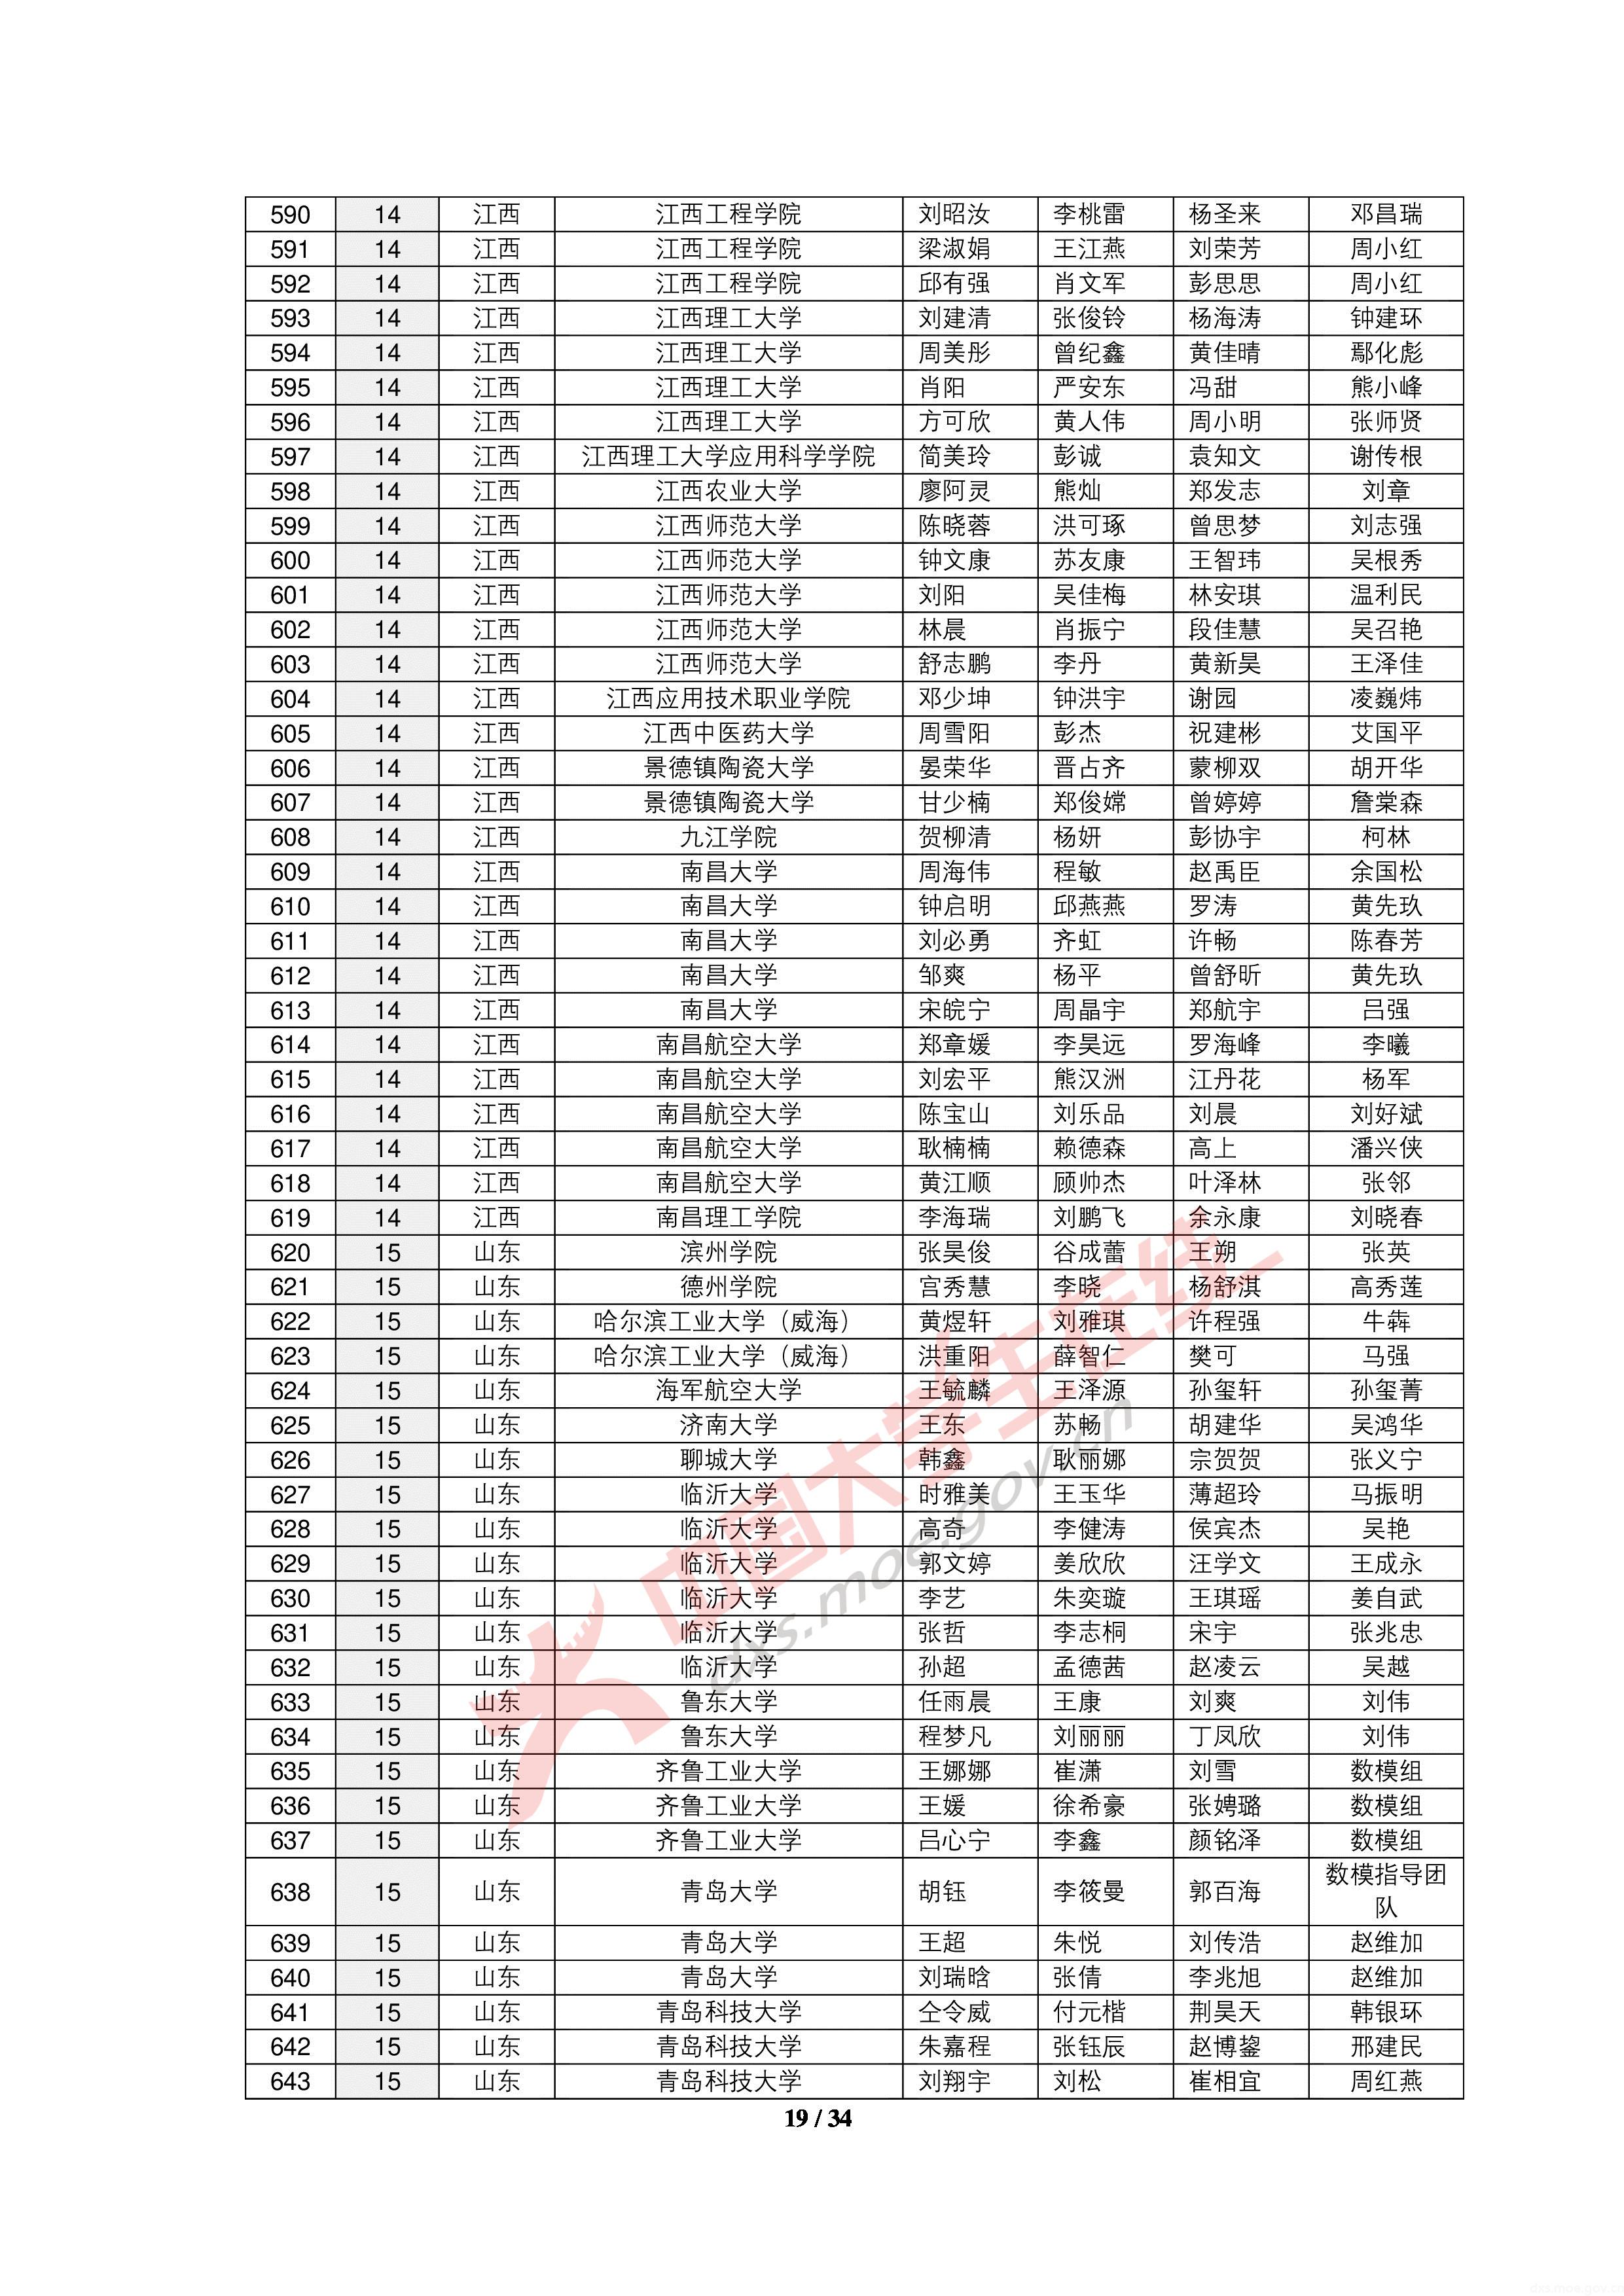 590 14 江西 江西工程学院 刘昭汝 李桃雷 杨圣来 邓昌瑞
591 14 江西 江西工程学院 梁淑娟 王江燕 刘荣芳 周小红
592 14 江西 江西工程学院 邱有强 肖文军 彭思思 周小红
593 14 江西 江西理工大学 刘建清 张俊铃 杨海涛 钟建环
594 14 江西 江西理工大学 周美彤 曾纪鑫 黄佳晴 鄢化彪
595 14 江西 江西理工大学 肖阳 严安东 冯甜 熊小峰
596 14 江西 江西理工大学 方可欣 黄人伟 周小明 张师贤
597 14 江西 江西理工大学应用科学学院 简美玲 彭诚 袁知文 谢传根
598 14 江西 江西农业大学 廖阿灵 熊灿 郑发志 刘章
599 14 江西 江西师范大学 陈晓蓉 洪可琢 曾思梦 刘志强
600 14 江西 江西师范大学 钟文康 苏友康 王智玮 吴根秀
601 14 江西 江西师范大学 刘阳 吴佳梅 林安琪 温利民
602 14 江西 江西师范大学 林晨 肖振宁 段佳慧 吴召艳
603 14 江西 江西师范大学 舒志鹏 李丹 黄新昊 王泽佳
604 14 江西 江西应用技术职业学院 邓少坤 钟洪宇 谢园 凌巍炜
605 14 江西 江西中医药大学 周雪阳 彭杰 祝建彬 艾国平
606 14 江西 景德镇陶瓷大学 晏荣华 晋占齐 蒙柳双 胡开华
607 14 江西 景德镇陶瓷大学 甘少楠 郑俊嫦 曾婷婷 詹棠森
608 14 江西 九江学院 贺柳清 杨妍 彭协宇 柯林
609 14 江西 南昌大学 周海伟 程敏 赵禹臣 余国松
610 14 江西 南昌大学 钟启明 邱燕燕 罗涛 黄先玖
611 14 江西 南昌大学 刘必勇 齐虹 许畅 陈春芳
612 14 江西 南昌大学 邹爽 杨平 曾舒昕 黄先玖
613 14 江西 南昌大学 宋皖宁 周晶宇 郑航宇 吕强
614 14 江西 南昌航空大学 郑章媛 李昊远 罗海峰 李曦
615 14 江西 南昌航空大学 刘宏平 熊汉洲 江丹花 杨军
616 14 江西 南昌航空大学 陈宝山 刘乐品 刘晨 刘好斌
617 14 江西 南昌航空大学 耿楠楠 赖德森 高上 潘兴侠
618 14 江西 南昌航空大学 黄江顺 顾帅杰 叶泽林 张邻
619 14 江西 南昌理工学院 李海瑞 刘鹏飞 余永康 刘晓春
620 15 山东 滨州学院 张昊俊 谷成蕾 王朔 张英
621 15 山东 德州学院 宫秀慧 李晓 杨舒淇 高秀莲
622 15 山东 哈尔滨工业大学（威海） 黄煜轩 刘雅琪 许程强 牛犇
623 15 山东 哈尔滨工业大学（威海） 洪重阳 薛智仁 樊可 马强
624 15 山东 海军航空大学 王毓麟 王泽源 孙玺轩 孙玺菁
625 15 山东 济南大学 王东 苏畅 胡建华 吴鸿华
626 15 山东 聊城大学 韩鑫 耿丽娜 宗贺贺 张义宁
627 15 山东 临沂大学 时雅美 王玉华 薄超玲 马振明
628 15 山东 临沂大学 高奇 李健涛 侯宾杰 吴艳
629 15 山东 临沂大学 郭文婷 姜欣欣 汪学文 王成永
630 15 山东 临沂大学 李艺 朱奕璇 王琪瑶 姜自武
631 15 山东 临沂大学 张哲 李志桐 宋宇 张兆忠
632 15 山东 临沂大学 孙超 孟德茜 赵凌云 吴越
633 15 山东 鲁东大学 任雨晨 王康 刘爽 刘伟
634 15 山东 鲁东大学 程梦凡 刘丽丽 丁凤欣 刘伟
635 15 山东 齐鲁工业大学 王娜娜 崔潇 刘雪 数模组
636 15 山东 齐鲁工业大学 王媛 徐希豪 张娉璐 数模组
637 15 山东 齐鲁工业大学 吕心宁 李鑫 颜铭泽 数模组
638 15 山东 青岛大学 胡钰 李筱曼 郭百海 数模指导团
队
639 15 山东 青岛大学 王超 朱悦 刘传浩 赵维加
640 15 山东 青岛大学 刘瑞晗 张倩 李兆旭 赵维加
641 15 山东 青岛科技大学 仝令威 付元楷 荆昊天 韩银环
642 15 山东 青岛科技大学 朱嘉程 张钰辰 赵博鋆 邢建民
643 15 山东 青岛科技大学 刘翔宇 刘松 崔相宜 周红燕
19 / 34
中国大学生在线
dxs.moe.gov.cn